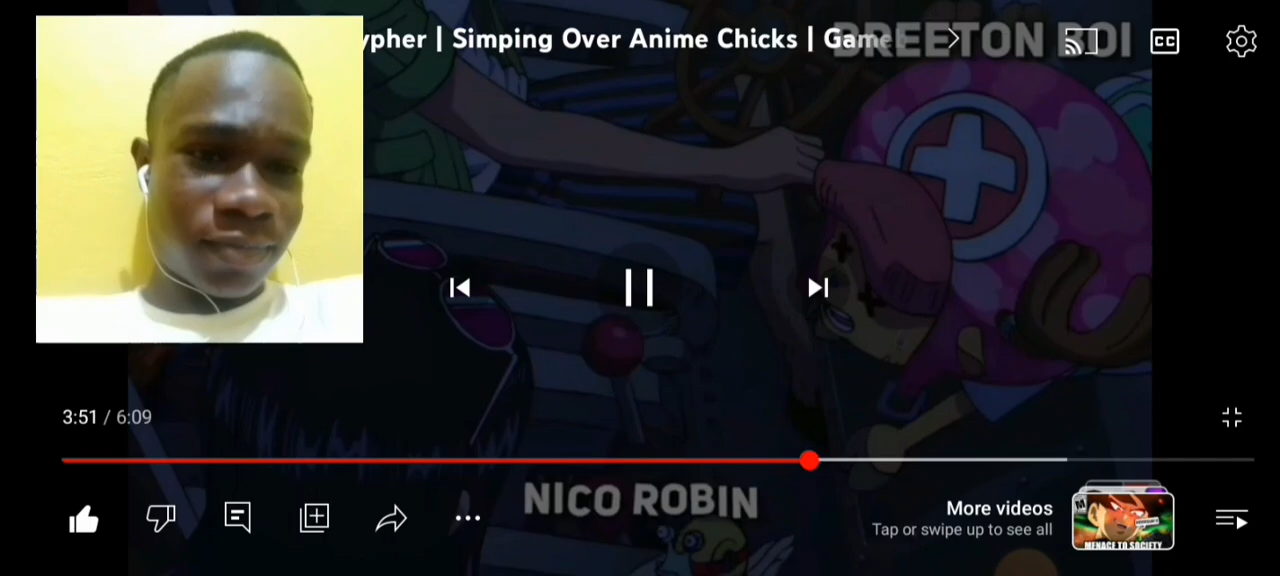 ypher | Simping Over Anime Chicks | Game
BREETON BOI
CC
3:51 / 6:09
NICO ROBIN
More videos
Tap or swipe up to see all
MENACE TO SOCIETY